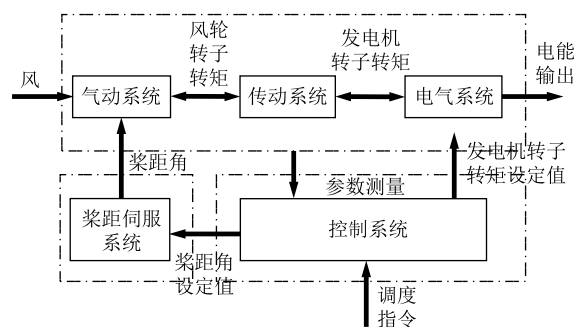 风
气动系统
风轮
转子
转矩
传动系统
发电机
转子转矩
电气系统
电能
输出
桨距角
参数测量
发电机转子
转矩设定值
桨距伺服
系统
桨距角
设定值
控制系统
调度
指令